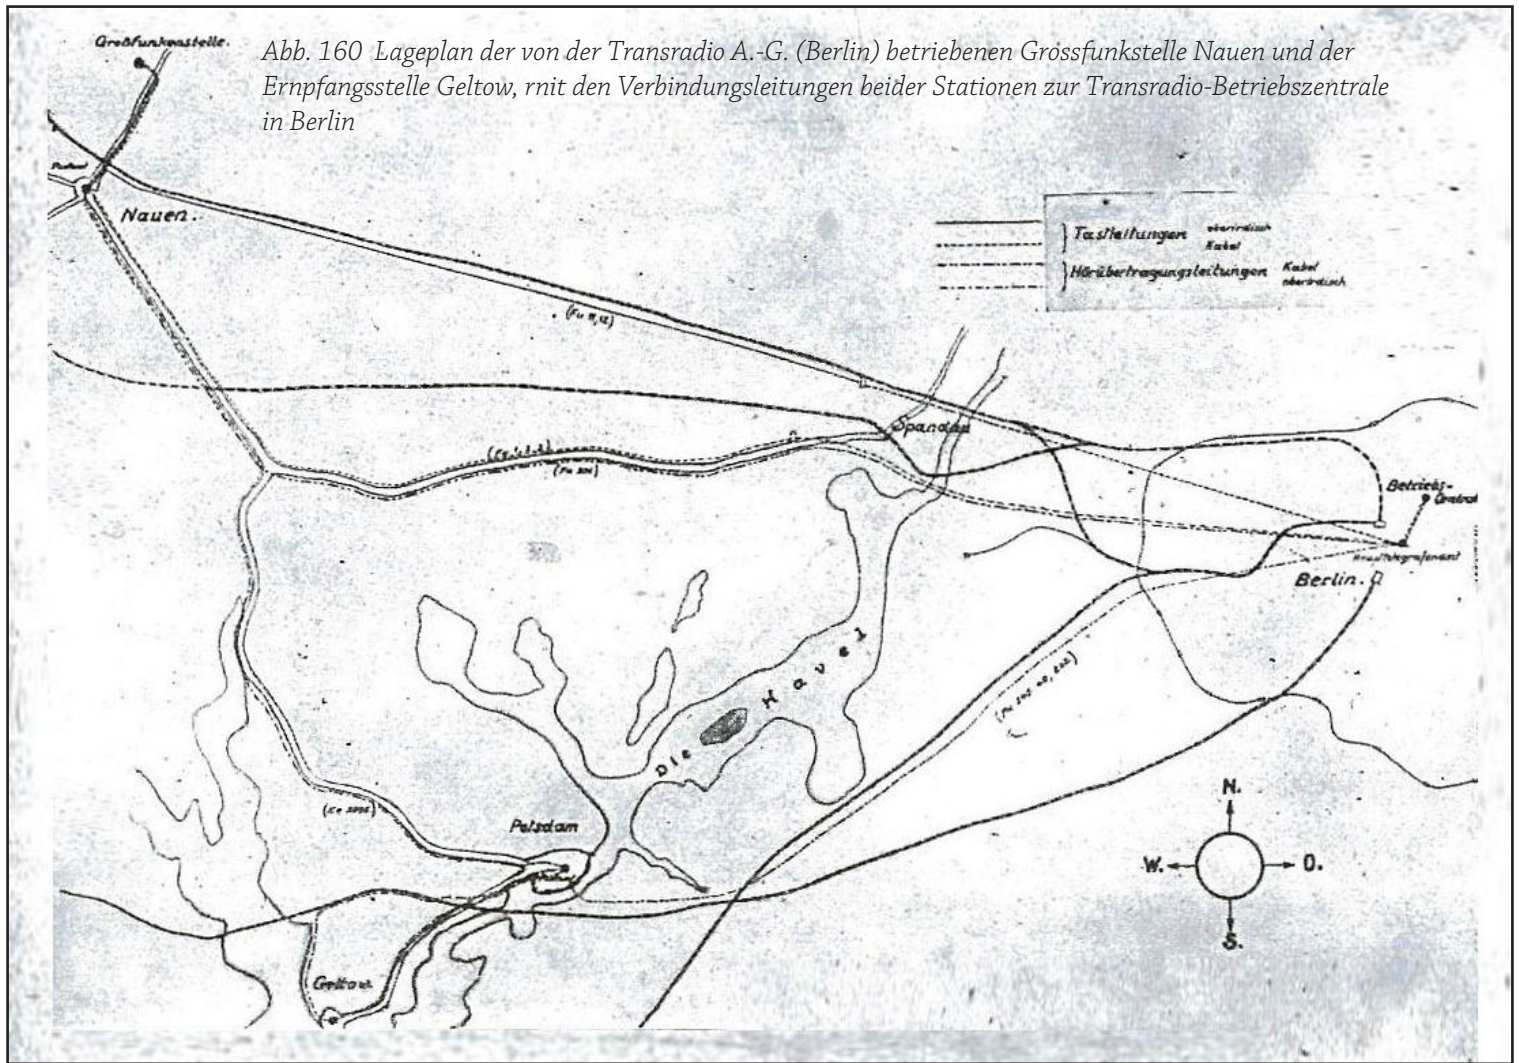 Großfunkenstelle.
Abb. 160 Lageplan der von der Transradio A.-G. (Berlin) betriebenen Grossfunkstelle Nauen und der
Ernpfangsstelle Geltow, rnit den Verbindungsleitungen beider Stationen zur Transradio-Betriebszentrale
in Berlin
Nauen.
Tastleitungen oberirdisch
Kabel
Hörübertragungsleitungen Kabel
oberirdisch
Spandau
Betriebs-
Central
Haupttelegrafenamt
Berlin.
Die Havel
Potsdam
Geltow
N.
W. O.
S.